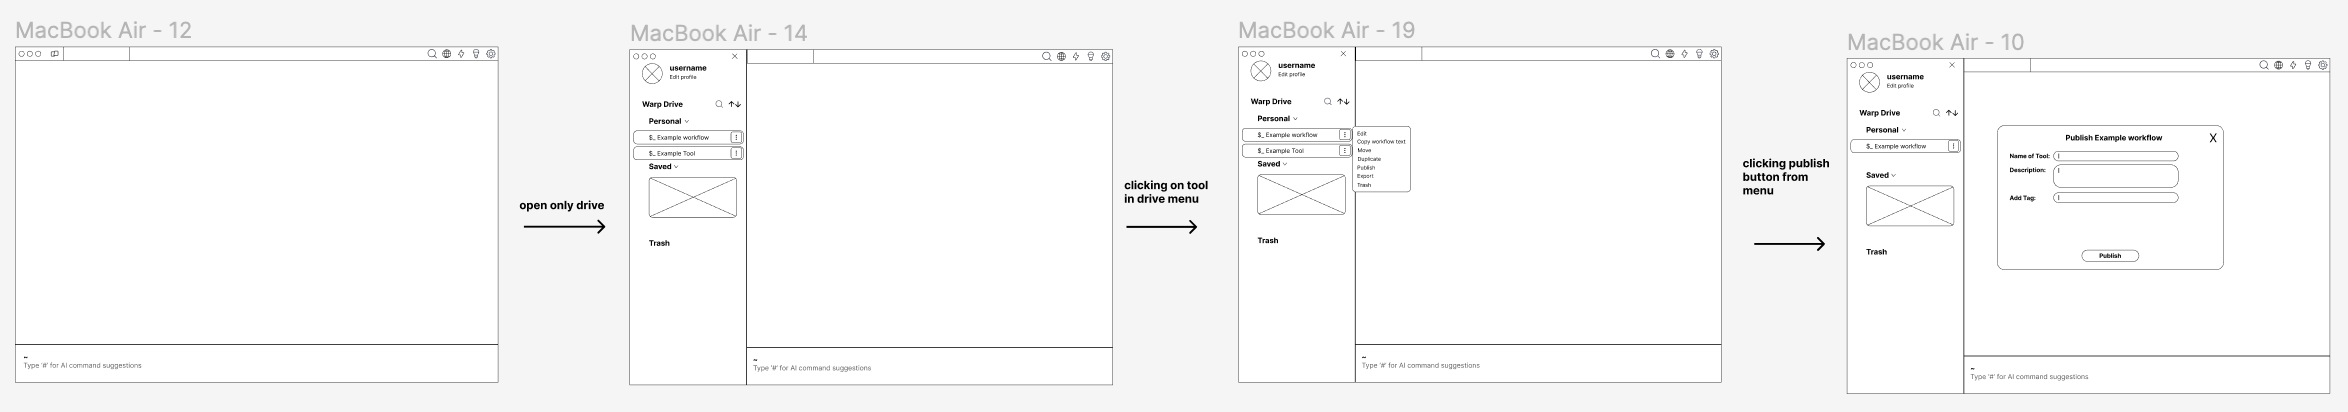 MacBook Air - 12
~
Type '#' for AI command suggestions
open only drive
MacBook Air - 14
username
Edit profile
Warp Drive
Personal
$_ Example workflow
$_ Example Tool
Saved
Trash
~
Type '#' for AI command suggestions
clicking on tool
in drive menu
MacBook Air - 19
username
Edit profile
Warp Drive
Personal
$_ Example workflow
$_ Example Tool
Saved
Trash
Edit
Copy workflow text
Move
Duplicate
Publish
Export
Trash
~
Type '#' for AI command suggestions
clicking publish
button from
menu
MacBook Air - 10
username
Edit profile
Warp Drive
Personal
$_ Example workflow
Saved
Trash
Publish Example workflow
X
Name of Tool:
Description:
Add Tag:
Publish
~
Type '#' for AI command suggestions